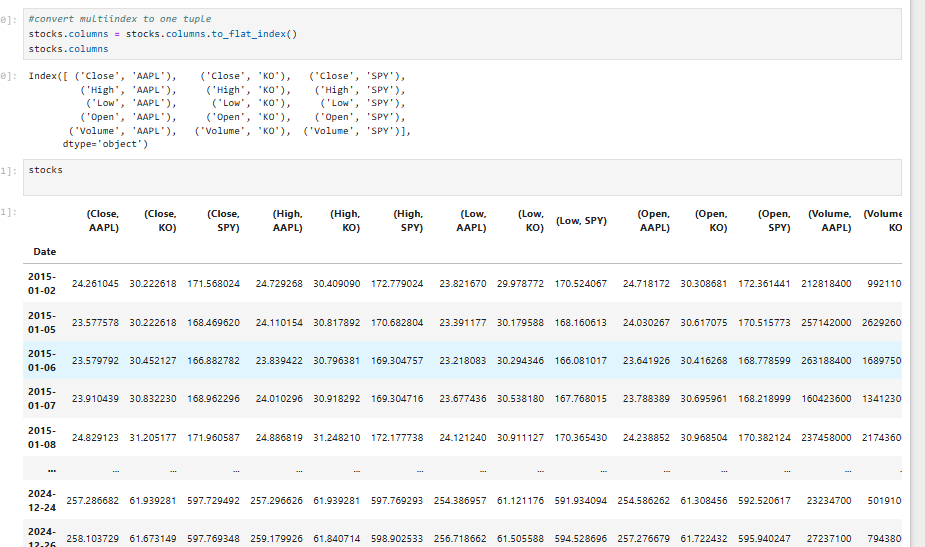 0]: #convert multiindex to one tuple
stocks.columns = stocks.columns.to_flat_index()
stocks.columns
0]: Index([ ('Close', 'AAPL'), ('Close', 'KO'), ('Close', 'SPY'),
('High', 'AAPL'), ('High', 'KO'), ('High', 'SPY'),
('Low', 'AAPL'), ('Low', 'KO'), ('Low', 'SPY'),
('Open', 'AAPL'), ('Open', 'KO'), ('Open', 'SPY'),
('Volume', 'AAPL'), ('Volume', 'KO'), ('Volume', 'SPY')],
dtype='object')
1]: stocks
1]:
(Close, (Close, (Close, (High, (High, (High, (Low, (Low, (Low, SPY) (Open, (Open, (Open, (Volume, (Volume
AAPL) KO) SPY) AAPL) KO) SPY) AAPL) KO) AAPL) KO) SPY) AAPL) KO
Date
2015-
01-02 24.261045 30.222618 171.568024 24.729268 30.409090 172.779024 23.821670 29.978772 170.524067 24.718172 30.308681 172.361441 212818400 992110
2015-
01-05 23.577578 30.222618 168.469620 24.110154 30.817892 170.682804 23.391177 30.179588 168.160613 24.030267 30.617075 170.515773 257142000 2629260
2015-
01-06 23.579792 30.452127 166.882782 23.839422 30.796381 169.304757 23.218083 30.294346 166.081017 23.641926 30.416268 168.778599 263188400 1689750
2015-
01-07 23.910439 30.832230 168.962296 24.010296 30.918292 169.304716 23.677436 30.538180 167.768015 23.788389 30.695961 168.218999 160423600 1341230
2015-
01-08 24.829123 31.205177 171.960587 24.886819 31.248210 172.177738 24.121240 30.911127 170.365430 24.238852 30.968504 170.382124 237458000 2174360
... ... ... ... ... ... ... ... ... ... ... ... ... ... .
2024-
12-24 257.286682 61.939281 597.729492 257.296626 61.939281 597.769293 254.386957 61.121176 591.934094 254.586262 61.308456 592.520617 23234700 501910
2024-
12-26 258.103729 61.673149 597.769348 259.179926 61.840714 598.902533 256.718662 61.505588 594.528696 257.276679 61.722432 595.940247 27237100 794380